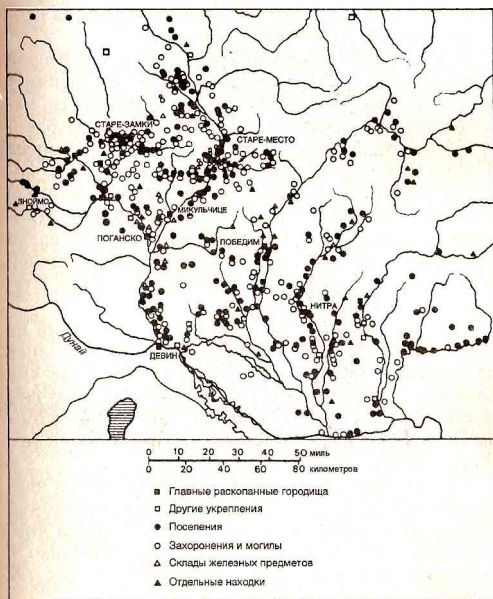 СТАРЕ-ЗАМКИ
СТАРЕ-МЕСТО
ЗНОЙМО
МИКУЛЬЧИЦЕ
ПОГАНСКО
ПОБЕДИМ
НИТРА
Дунай
ДЕВИН
0 10 20 30 40 50 миль
0 20 40 60 80 километров
Главные раскопанные городища
Другие укрепления
Поселения
Захоронения и могилы
Склады железных предметов
Отдельные находки